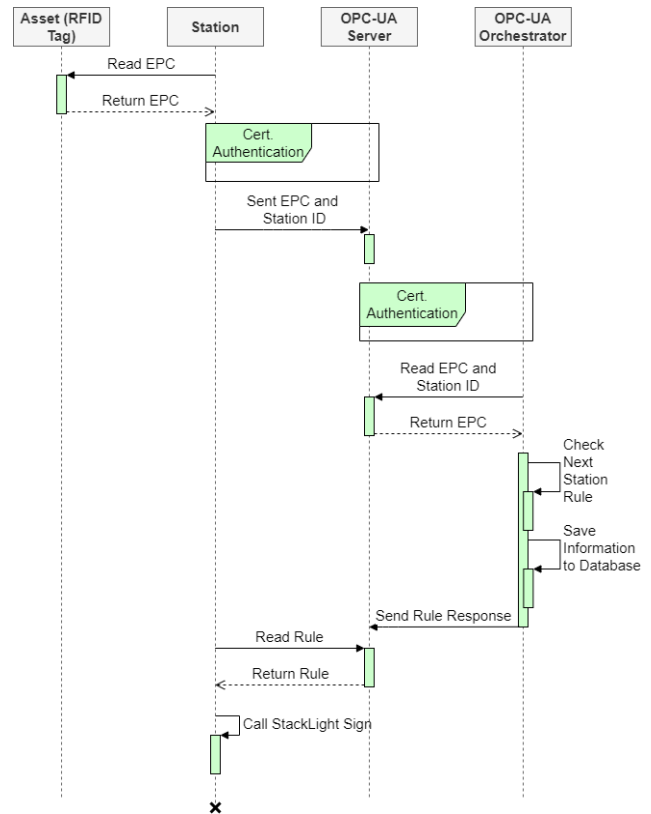 Asset (RFID
Tag)
Station
OPC-UA
Server
OPC-UA
Orchestrator
Read EPC
Return EPC
Cert.
Authentication
Sent EPC and
Station ID
Cert.
Authentication
Read EPC and
Station ID
Return EPC
Check
Next
Station
Rule
Save
Information
to Database
Send Rule Response
Read Rule
Return Rule
Call StackLight Sign